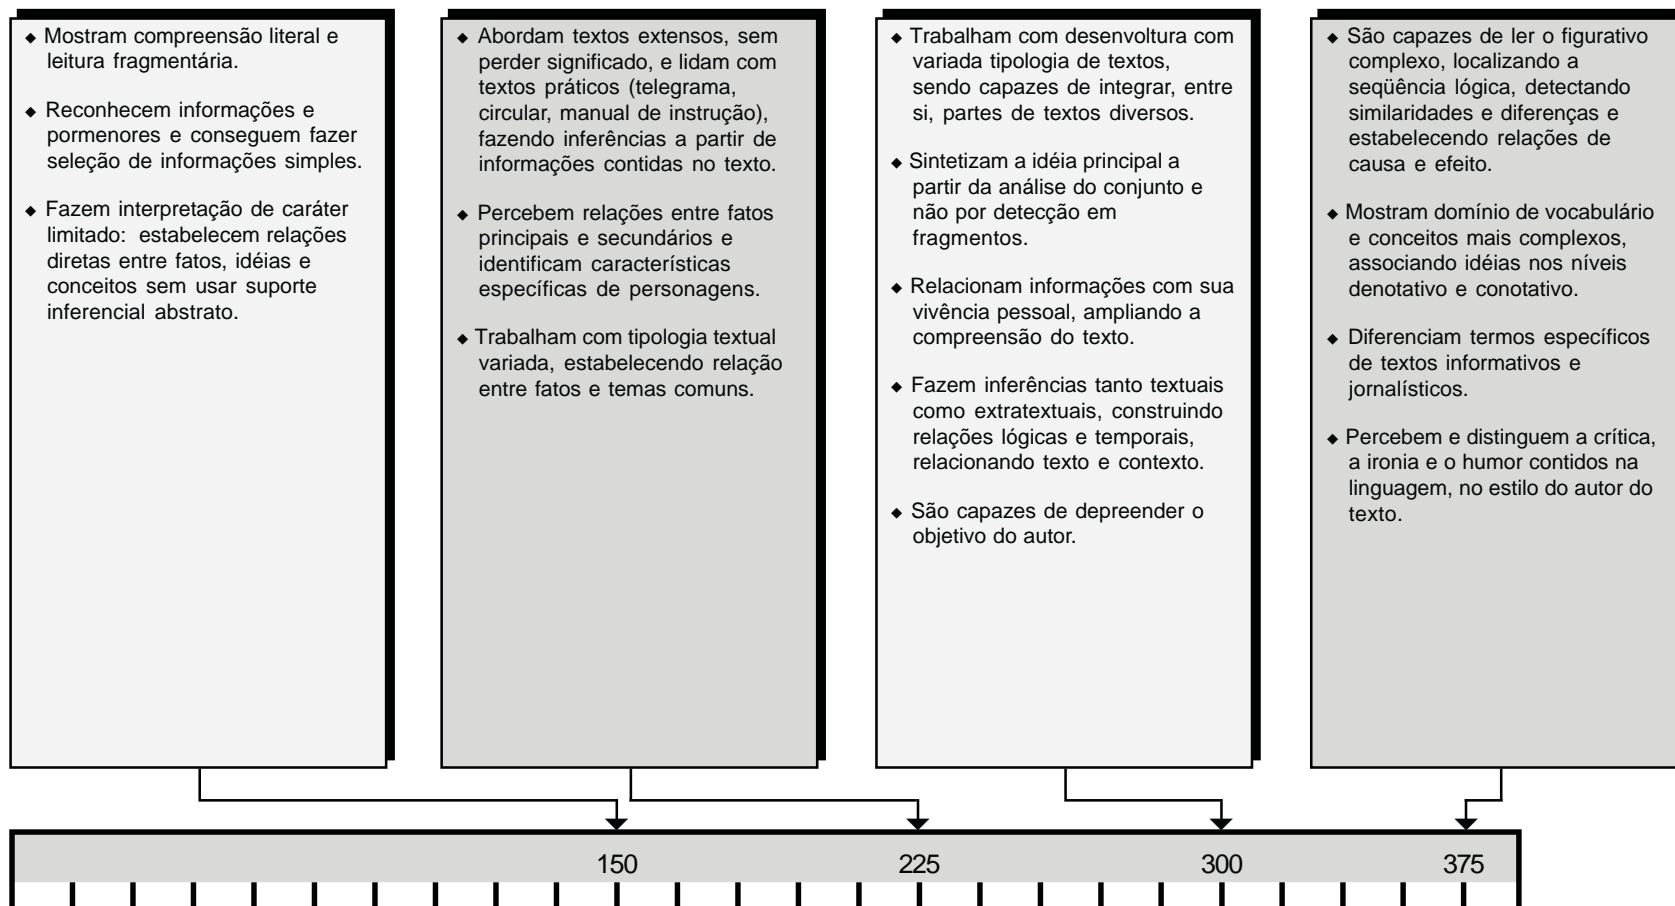 ◆ Mostram compreensão literal e
leitura fragmentária.
◆ Reconhecem informações e
pormenores e conseguem fazer
seleção de informações simples.
◆ Fazem interpretação de caráter
limitado: estabelecem relações
diretas entre fatos, idéias e
conceitos sem usar suporte
inferencial abstrato.
◆ Abordam textos extensos, sem
perder significado, e lidam com
textos práticos (telegrama,
circular, manual de instrução),
fazendo inferências a partir de
informações contidas no texto.
◆ Percebem relações entre fatos
principais e secundários e
identificam características
específicas de personagens.
◆ Trabalham com tipologia textual
variada, estabelecendo relação
entre fatos e temas comuns.
◆ Trabalham com desenvoltura com
variada tipologia de textos,
sendo capazes de integrar, entre
si, partes de textos diversos.
◆ Sintetizam a idéia principal a
partir da análise do conjunto e
não por detecção em
fragmentos.
◆ Relacionam informações com sua
vivência pessoal, ampliando a
compreensão do texto.
◆ Fazem inferências tanto textuais
como extratextuais, construindo
relações lógicas e temporais,
relacionando texto e contexto.
◆ São capazes de depreender o
objetivo do autor.
◆ São capazes de ler o figurativo
complexo, localizando a
seqüência lógica, detectando
similaridades e diferenças e
estabelecendo relações de
causa e efeito.
◆ Mostram domínio de vocabulário
e conceitos mais complexos,
associando idéias nos níveis
denotativo e conotativo.
◆ Diferenciam termos específicos
de textos informativos e
jornalísticos.
◆ Percebem e distinguem a crítica,
a ironia e o humor contidos na
linguagem, no estilo do autor do
texto.
150 225 300 375